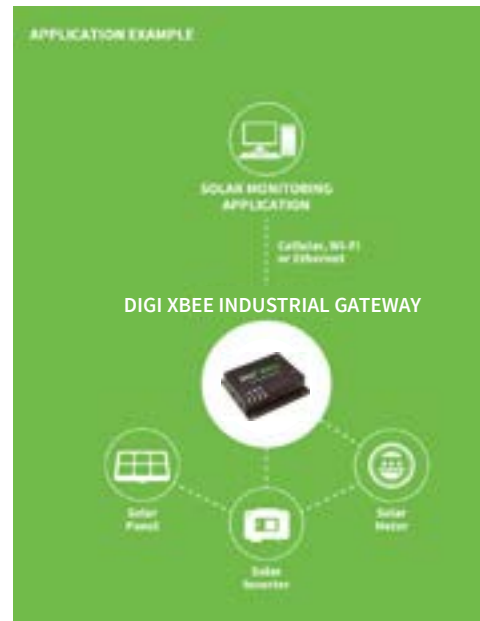 APPLICATION EXAMPLE
SOLAR MONITORING
APPLICATION
Cellular, Wi-Fi
or Ethernet
DIGI XBEE INDUSTRIAL GATEWAY
Solar
Panel
Solar
Meter
Solar
Inverter